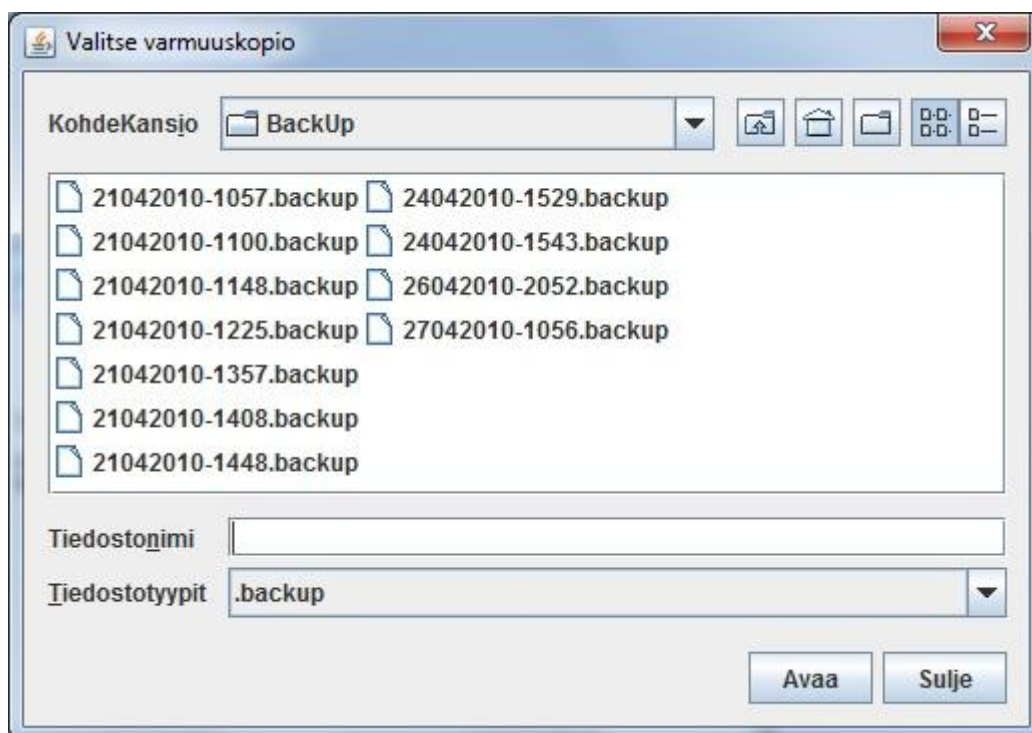 Valitse varmuuskopio
KohdeKansio BackUp
21042010-1057.backup 24042010-1529.backup
21042010-1100.backup 24042010-1543.backup
21042010-1148.backup 26042010-2052.backup
21042010-1225.backup 27042010-1056.backup
21042010-1357.backup
21042010-1408.backup
21042010-1448.backup
Tiedostonimi
Tiedostotyypit .backup
Avaa Sulje